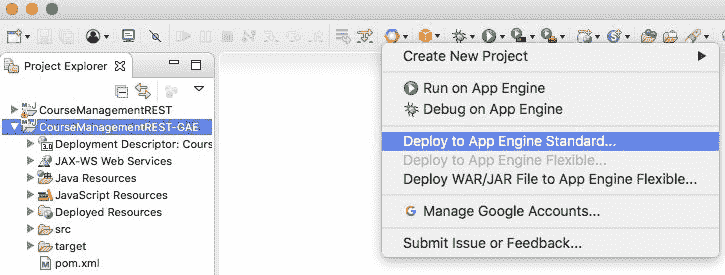 Create New Project
Project Explorer
Run on App Engine
Debug on App Engine
CourseManagementREST
CourseManagementREST-GAE
Deploy to App Engine Standard...
Deployment Descriptor: Cours
Deploy to App Engine Flexible...
JAX-WS Web Services
Deploy WAR/JAR File to App Engine Flexible...
Java Resources
JavaScript Resources
Manage Google Accounts...
Deployed Resources
src
Submit Issue or Feedback...
target
pom.xml